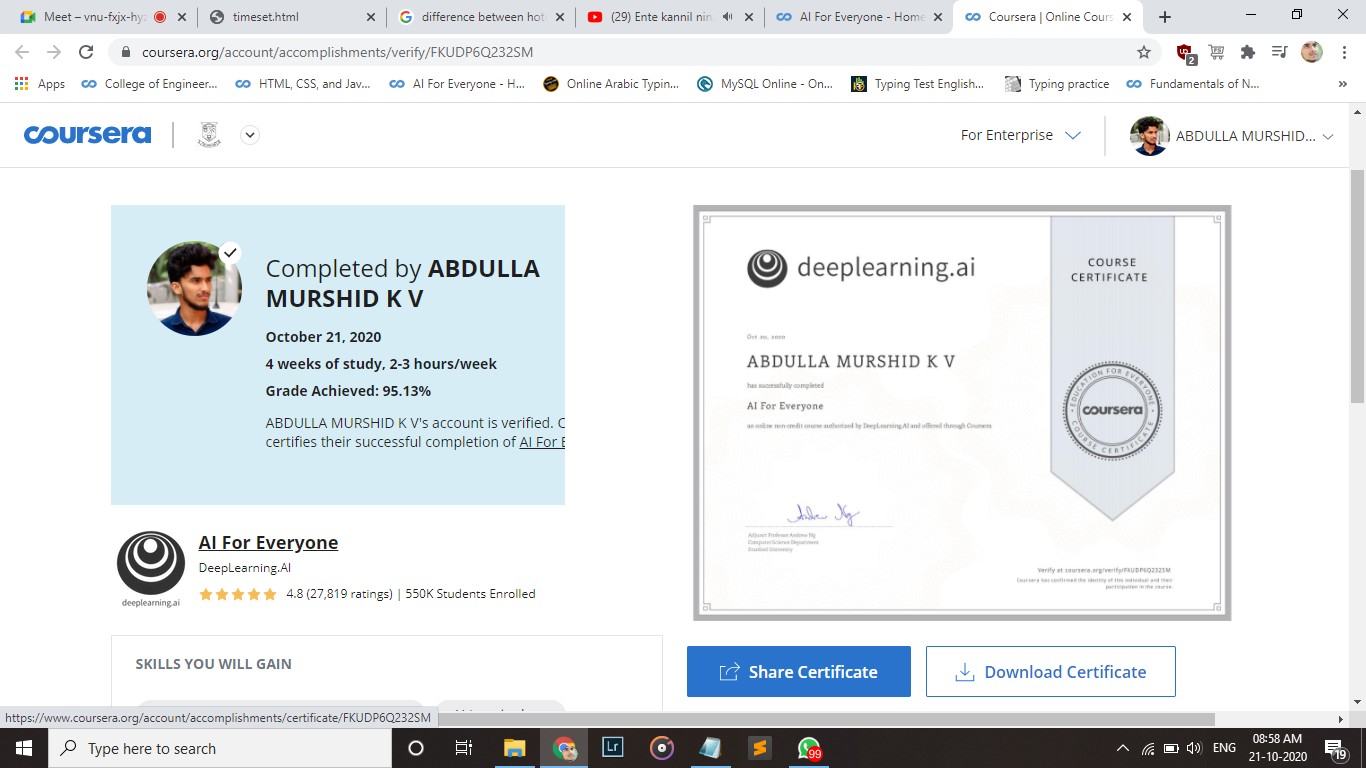 Meet – vnu-fxjx-hyz
timeset.html
difference between hot
(29) Ente kannil nin
AI For Everyone - Home
Coursera | Online Cours
coursera.org/account/accomplishments/verify/FKUDP6Q232SM
2
Apps
College of Engineer...
HTML, CSS, and Jav...
AI For Everyone - H...
Online Arabic Typin...
MySQL Online - On...
Typing Test English...
Typing practice
Fundamentals of N...
»
coursera
For Enterprise
ABDULLA MURSHID...
Completed by ABDULLA
MURSHID K V
October 21, 2020
4 weeks of study, 2-3 hours/week
Grade Achieved: 95.13%
ABDULLA MURSHID K V's account is verified. C
certifies their successful completion of AI For E
deeplearning.ai
AI For Everyone
DeepLearning.AI
4.8 (27,819 ratings) | 550K Students Enrolled
SKILLS YOU WILL GAIN
deeplearning.ai
COURSE
CERTIFICATE
Oct 20, 2020
ABDULLA MURSHID K V
has successfully completed
AI For Everyone
an online non-credit course authorized by DeepLearning.AI and offered through Coursera
EDUCATION FOR EVERYONE
coursera
COURSE CERTIFICATE
Andrew Ng
Adjunct Professor Andrew Ng
Computer Science Department
Stanford University
Verify at coursera.org/verify/FKUDP6Q232SM
Coursera has confirmed the identity of this individual and their
participation in the course.
Share Certificate
Download Certificate
https://www.coursera.org/account/accomplishments/certificate/FKUDP6Q232SM
Type here to search
Lr
99
ENG
08:58 AM
21-10-2020
19